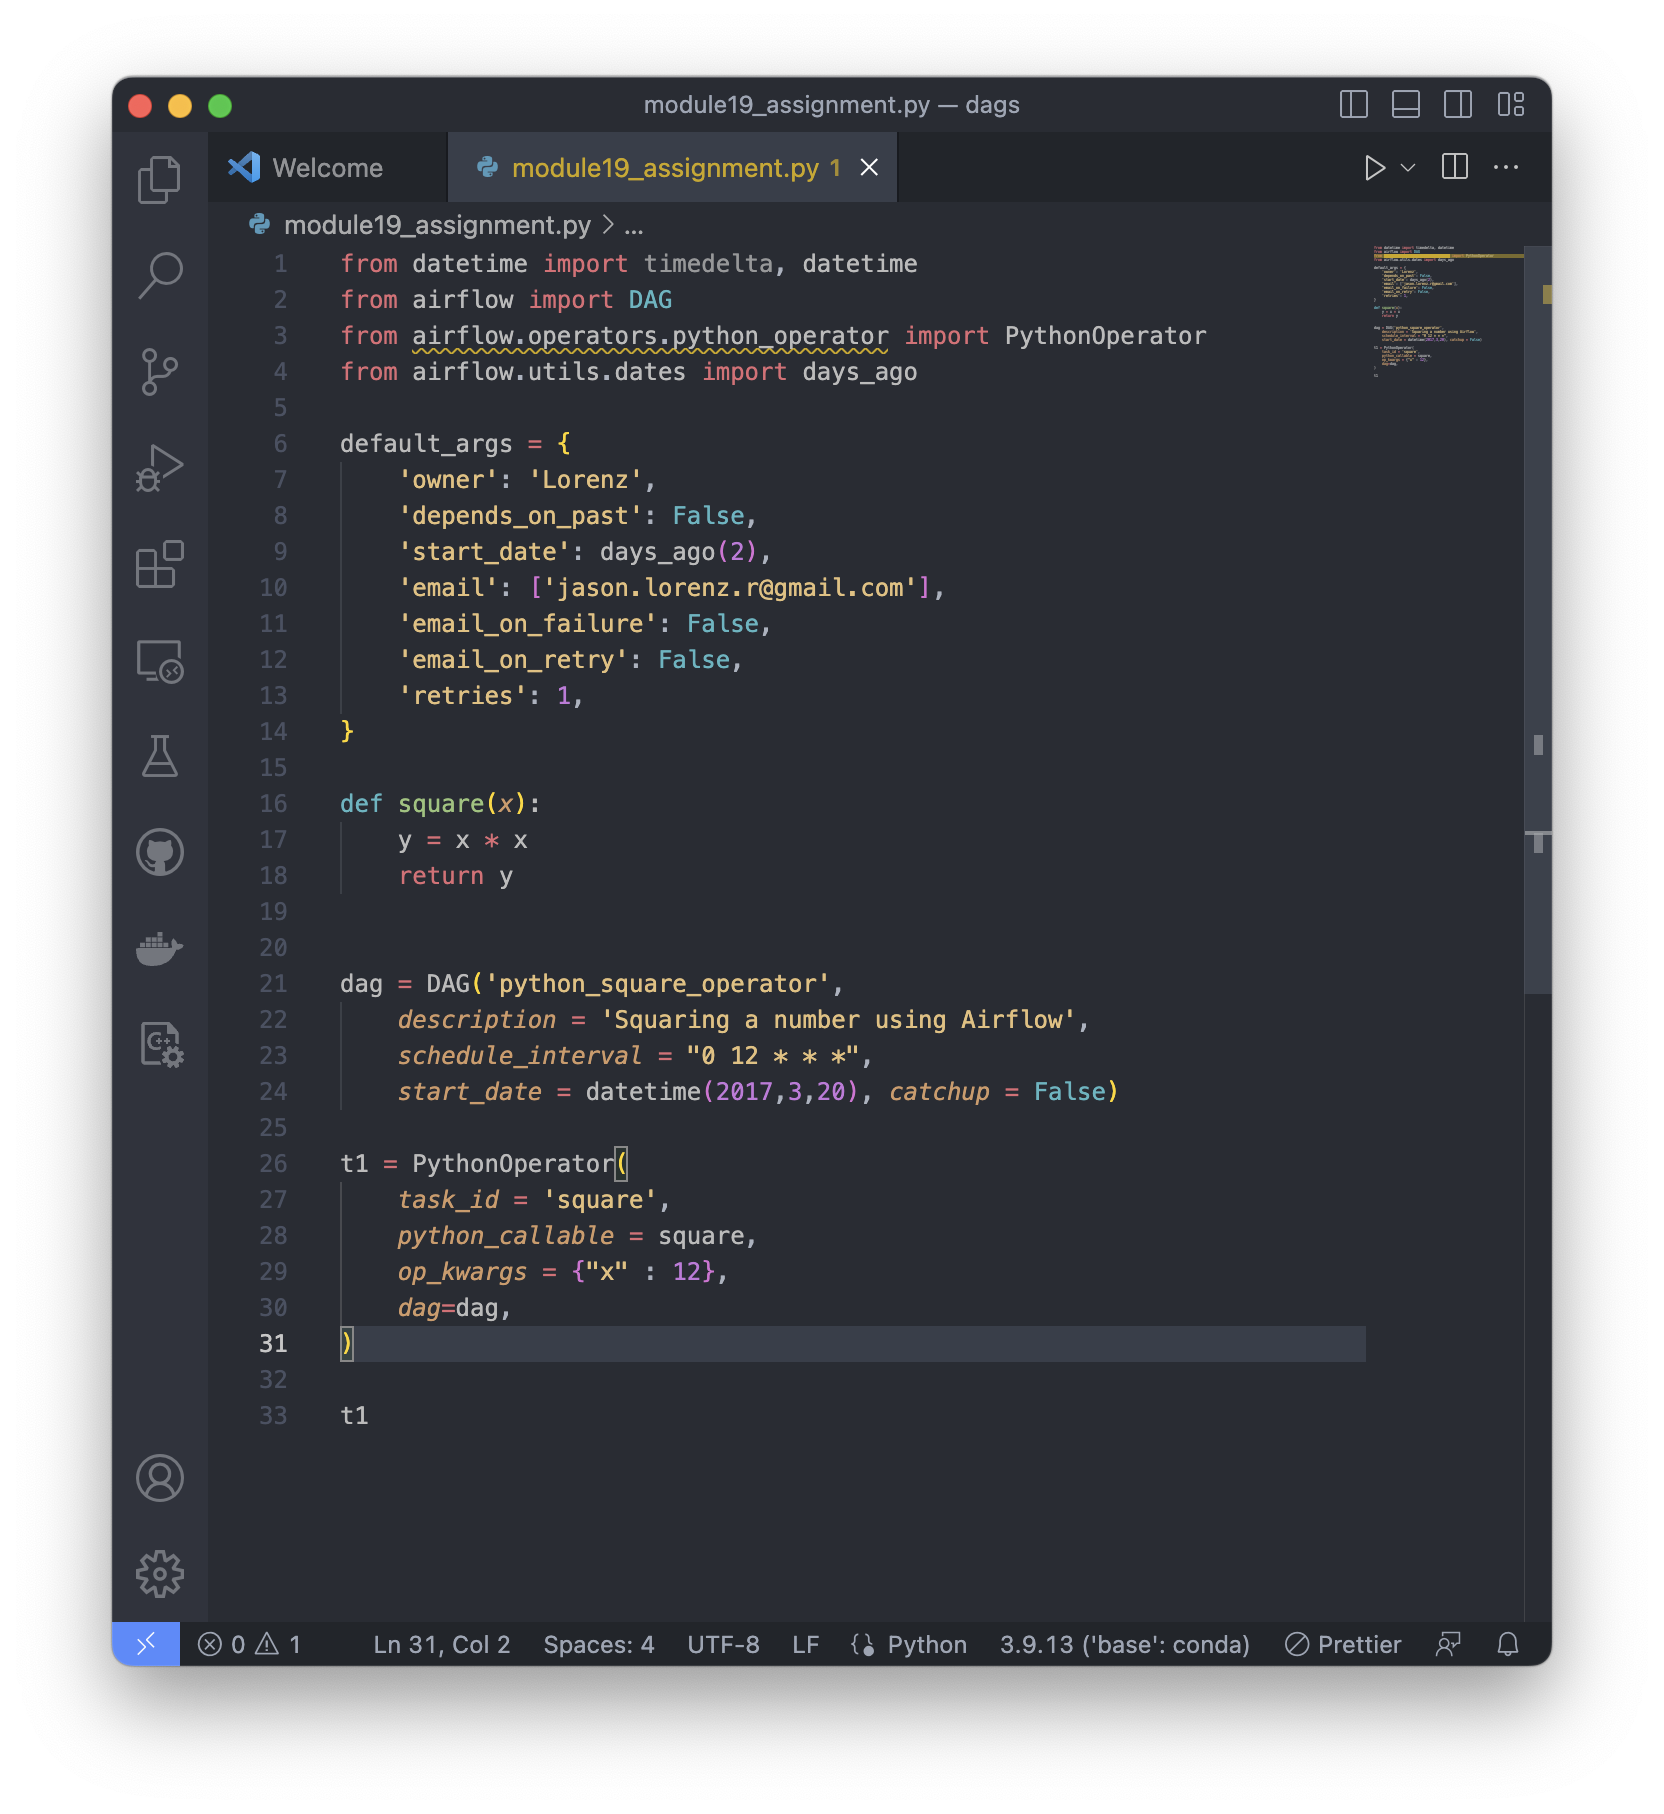 module19_assignment.py — dags
Welcome
module19_assignment.py 1
module19_assignment.py > ...
1 from datetime import timedelta, datetime
2 from airflow import DAG
3 from airflow.operators.python_operator import PythonOperator
4 from airflow.utils.dates import days_ago
5
6 default_args = {
7     'owner': 'Lorenz',
8     'depends_on_past': False,
9     'start_date': days_ago(2),
10     'email': ['jason.lorenz.r@gmail.com'],
11     'email_on_failure': False,
12     'email_on_retry': False,
13     'retries': 1,
14 }
15
16 def square(x):
17     y = x * x
18     return y
19
20
21 dag = DAG('python_square_operator',
22     description = 'Squaring a number using Airflow',
23     schedule_interval = "0 12 * * *",
24     start_date = datetime(2017,3,20), catchup = False)
25
26 t1 = PythonOperator(
27     task_id = 'square',
28     python_callable = square,
29     op_kwargs = {"x" : 12},
30     dag=dag,
31 )
32
33 t1
0 1 Ln 31, Col 2 Spaces: 4 UTF-8 LF Python 3.9.13 ('base': conda) Prettier